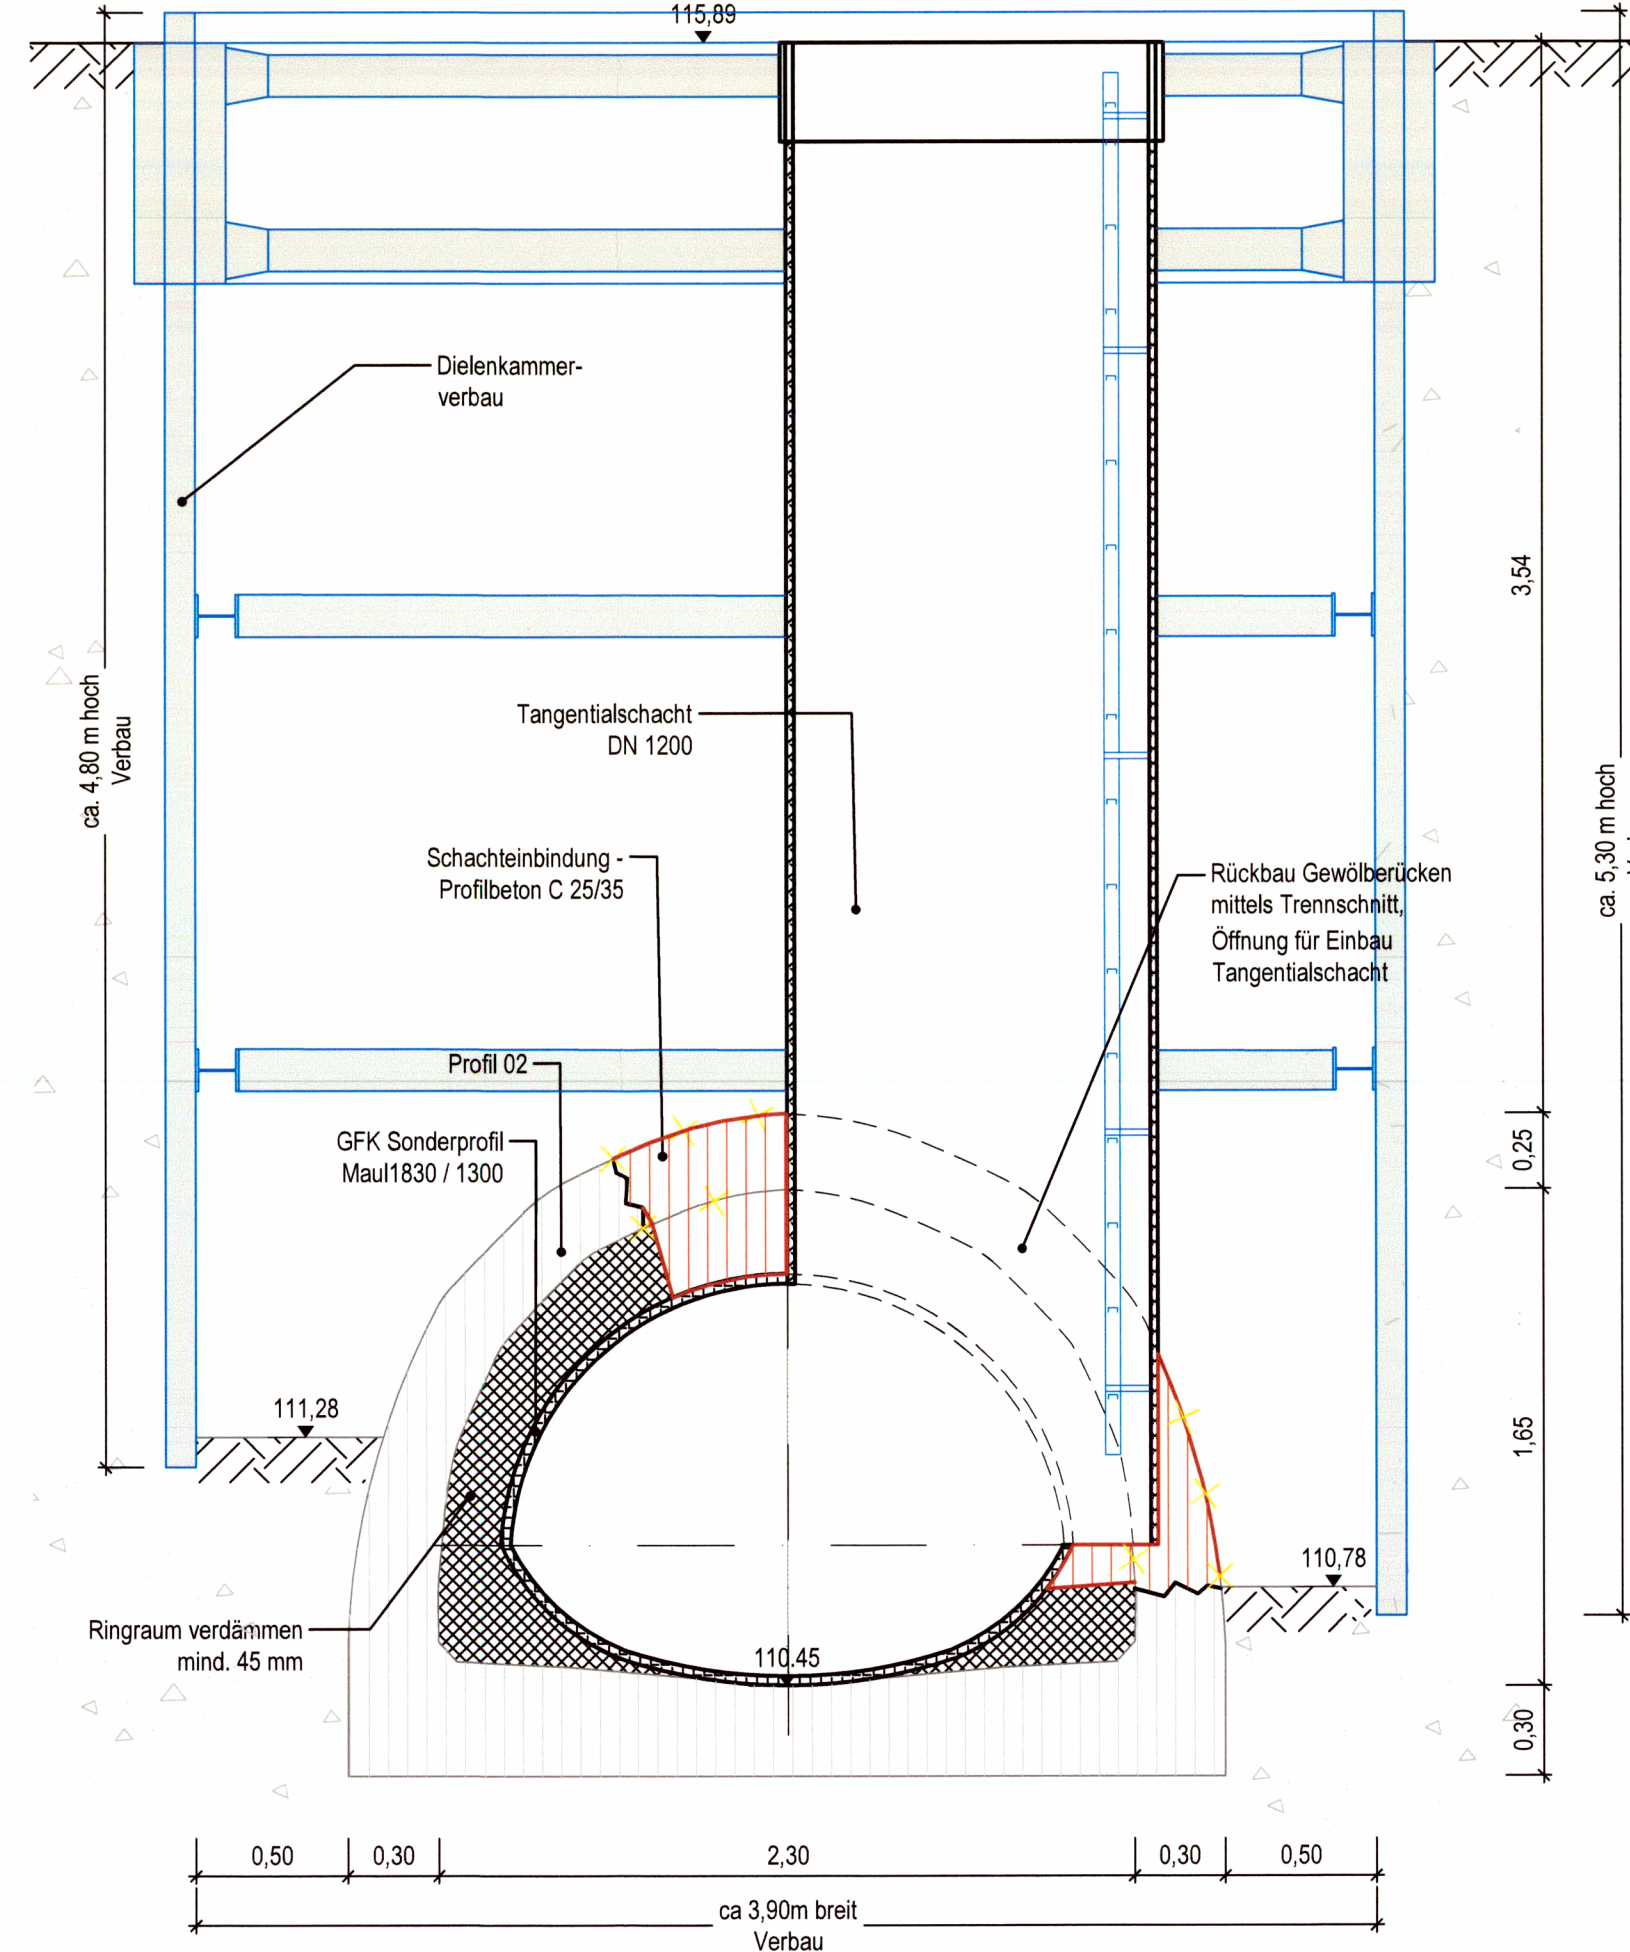 115,89
Dielenkammer-
verbau
3,54
ca. 4,80 m hoch
Verbau
Tangentialschacht
DN 1200
ca. 5,30 m hoch
Schachteinbindung -
Profilbeton C 25/35
Rückbau Gewölberücken
mittels Trennschnitt,
Öffnung für Einbau
Tangentialschacht
Profil 02
GFK Sonderprofil
Maul1830 / 1300
0,25
111,28
1,65
110,78
Ringraum verdämmen
mind. 45 mm
110.45
0,30
0,50
0,30
2,30
0,30
0,50
ca 3,90m breit
Verbau